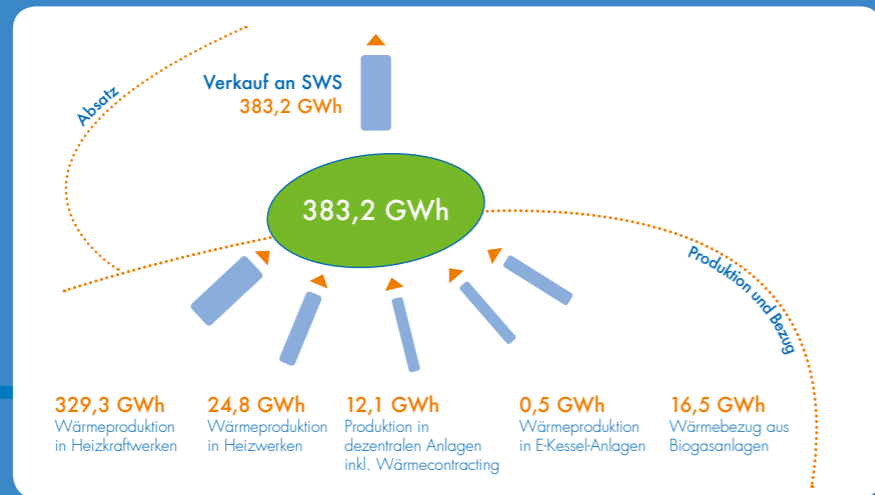 Absatz
Verkauf an SWS
383,2 GWh
383,2 GWh
Produktion und Bezug
329,3 GWh
Wärmeproduktion
in Heizkraftwerken
24,8 GWh
Wärmeproduktion
in Heizwerken
12,1 GWh
Produktion in
dezentralen Anlagen
inkl. Wärmecontracting
0,5 GWh
Wärmeproduktion
in E-Kessel-Anlagen
16,5 GWh
Wärmebezug aus
Biogasanlagen